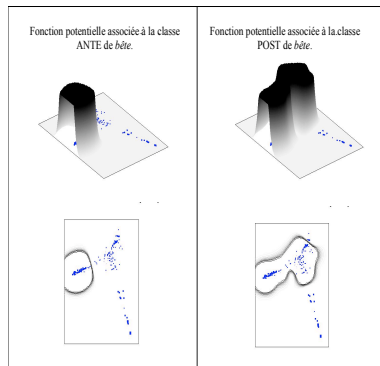 Fonction potentielle associée à la classe
ANTE de bête.
Fonction potentielle associée à la.classe
POST de bête.